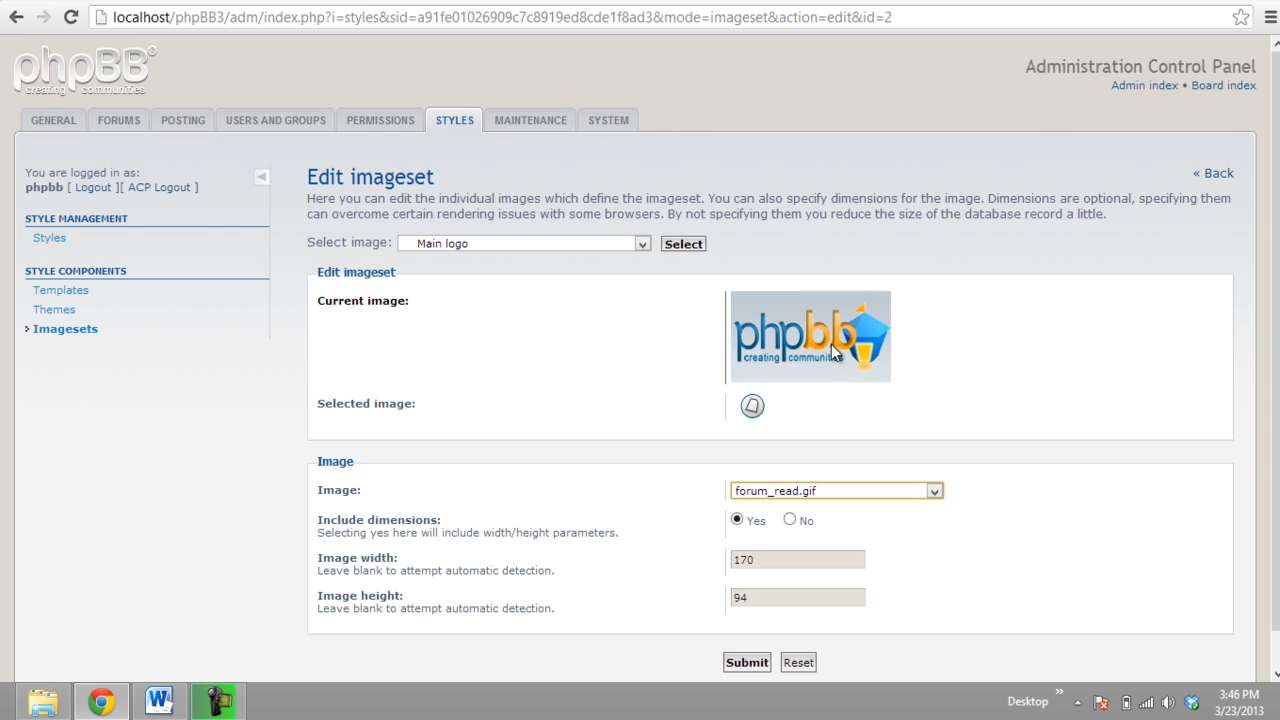 localhost/phpBB3/adm/index.php?i=styles&sid=a91fe01026509c7c8919ed8cde1f8ad3&mode=imageset&action=edit&id=2
phpBB®
creating communities
Administration Control Panel
Admin index • Board index
GENERAL FORUMS POSTING USERS AND GROUPS PERMISSIONS STYLES MAINTENANCE SYSTEM
You are logged in as:
phpbb [ Logout ][ ACP Logout ]
STYLE MANAGEMENT
Styles
STYLE COMPONENTS
Templates
Themes
Imagesets
Edit imageset
« Back
Here you can edit the individual images which define the imageset. You can also specify dimensions for the image. Dimensions are optional, specifying them
can overcome certain rendering issues with some browsers. By not specifying them you reduce the size of the database record a little.
Select image: Main logo Select
Edit imageset
Current image:
phpbb
creating communities
Selected image:
Image
Image: forum_read.gif
Include dimensions: Yes No
Selecting yes here will include width/height parameters.
Image width: 170
Leave blank to attempt automatic detection.
Image height: 94
Leave blank to attempt automatic detection.
Submit Reset
Desktop »
3:46 PM
3/23/2013